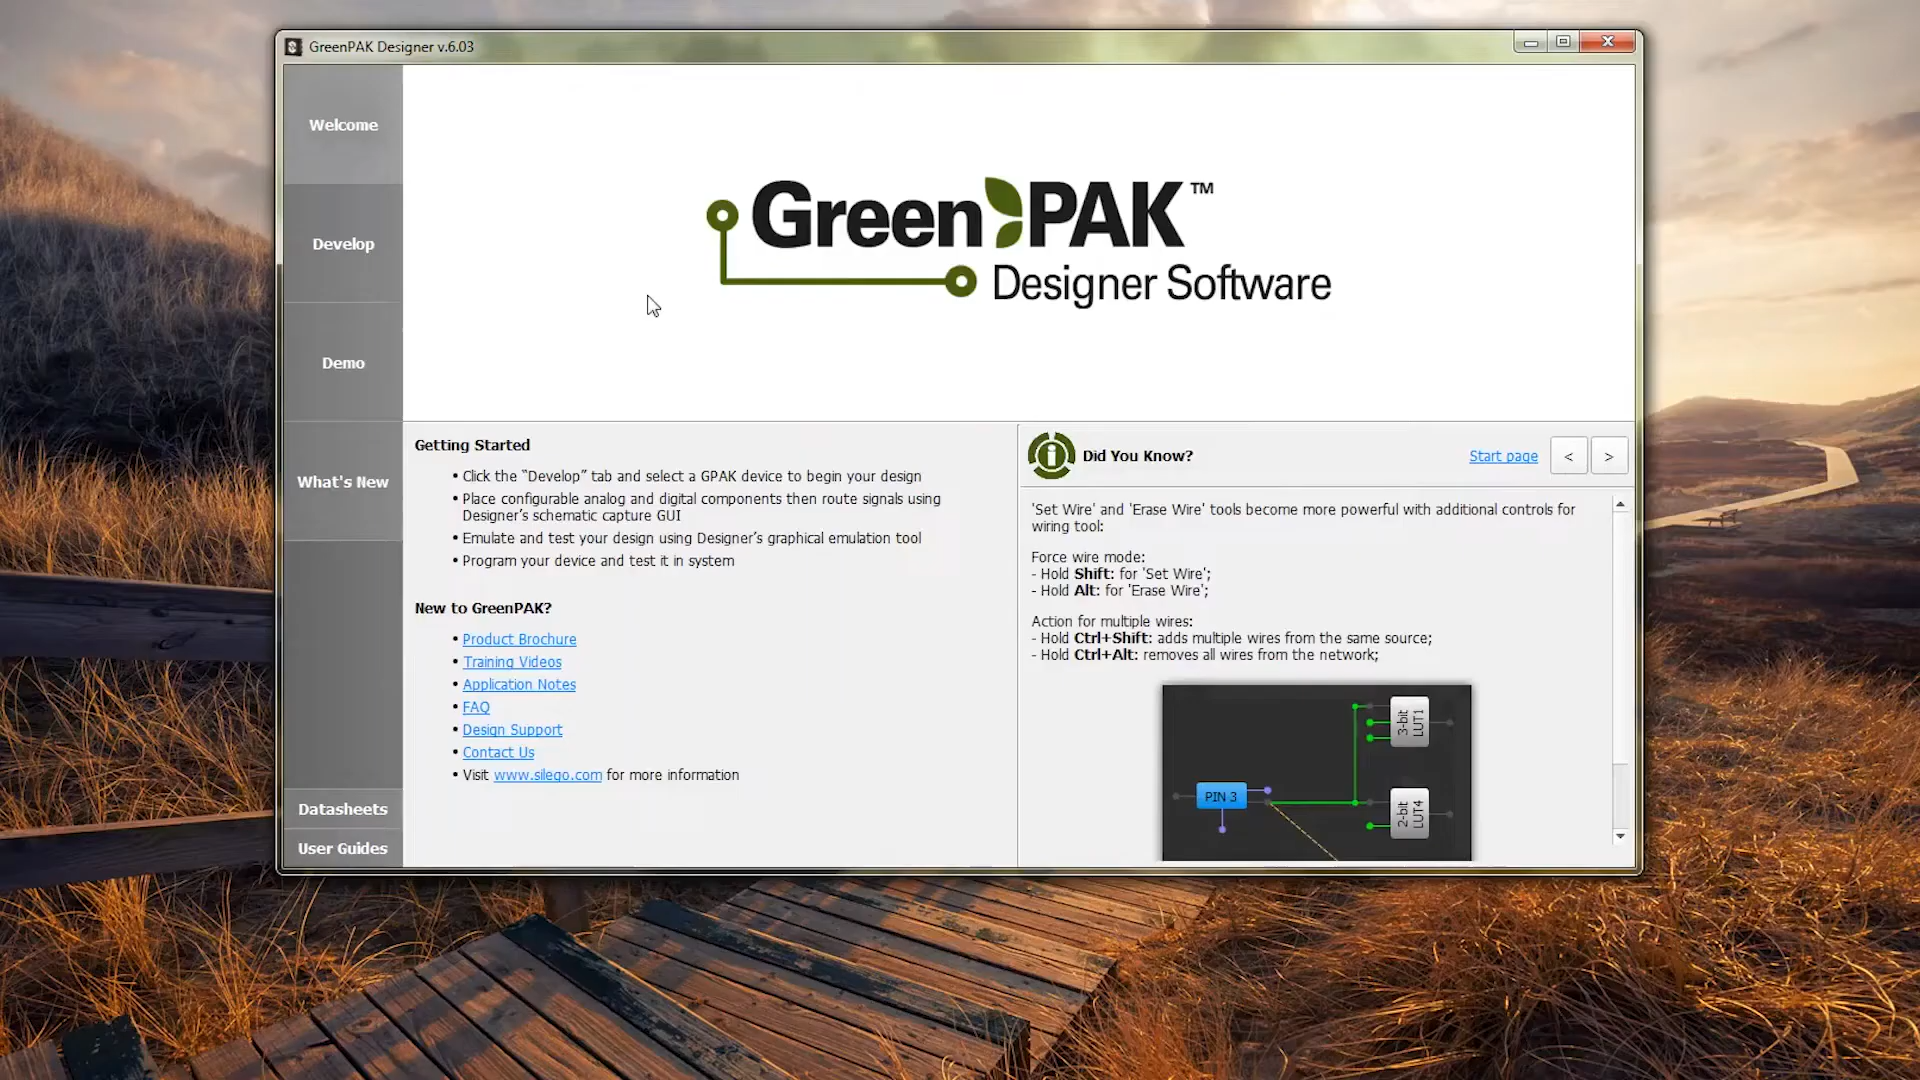 GreenPAK Designer v.6.03
Welcome
Develop
Demo
What's New
Datasheets
User Guides
GreenPAK™
Designer Software
Getting Started
• Click the “Develop” tab and select a GPAK device to begin your design
• Place configurable analog and digital components then route signals using
Designer’s schematic capture GUI
• Emulate and test your design using Designer’s graphical emulation tool
• Program your device and test it in system
New to GreenPAK?
• Product Brochure
• Training Videos
• Application Notes
• FAQ
• Design Support
• Contact Us
• Visit www.silego.com for more information
Did You Know?
Start page
<
>
'Set Wire' and 'Erase Wire' tools become more powerful with additional controls for
wiring tool:
Force wire mode:
- Hold Shift: for 'Set Wire';
- Hold Alt: for 'Erase Wire';
Action for multiple wires:
- Hold Ctrl+Shift: adds multiple wires from the same source;
- Hold Ctrl+Alt: removes all wires from the network;
3-bit
LUT1
PIN 3
2-bit
LUT4